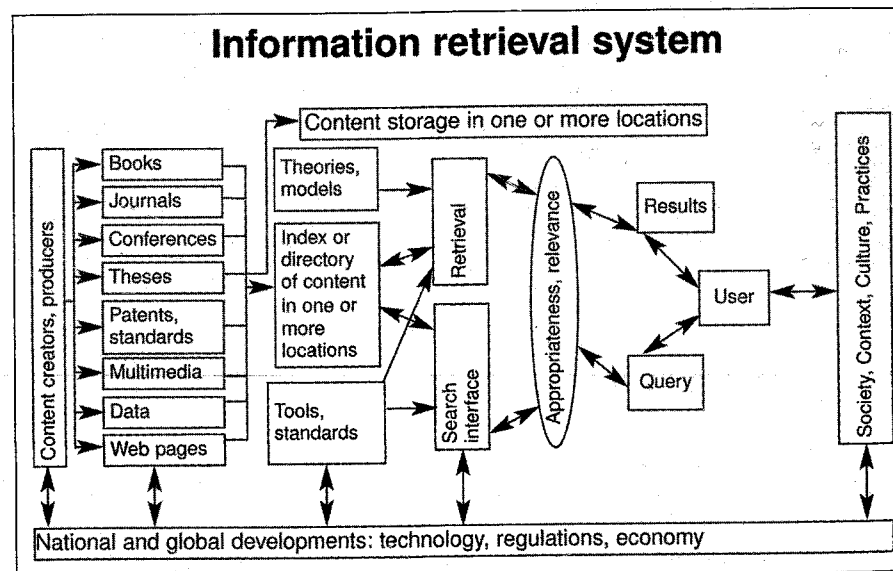 Information retrieval system
Content storage in one or more locations
Content creators, producers
Books
Journals
Conferences
Theses
Patents,
standards
Multimedia
Data
Web pages
Theories,
models
Index or
directory
of content
in one or
more
locations
Tools,
standards
Retrieval
Search
interface
Appropriateness, relevance
Results
User
Query
Society, Context, Culture, Practices
National and global developments: technology, regulations, economy